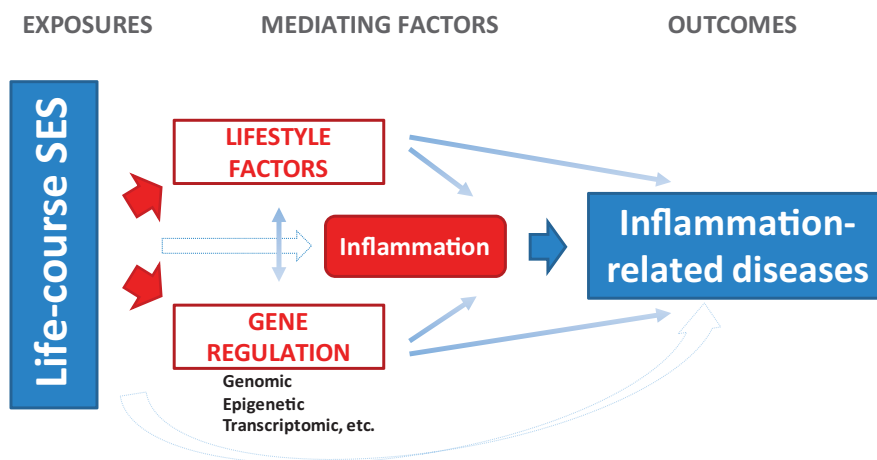 EXPOSURES MEDIATING FACTORS OUTCOMES
Life-course SES
LIFESTYLE
FACTORS
Inflammation
Inflammation-
related diseases
GENE
REGULATION
Genomic
Epigenetic
Transcriptomic, etc.